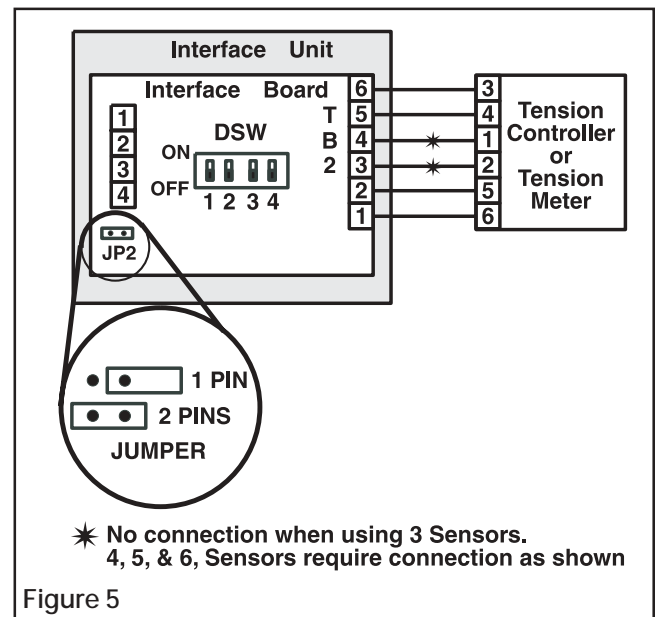 Interface Unit
Interface Board
1
2
3
4
DSW
ON
OFF
1 2 3 4
JP2
T
B
2
6
5
4
3
2
1
3
4
1
2
5
6
Tension
Controller
or
Tension
Meter
1 PIN
2 PINS
JUMPER
✴ No connection when using 3 Sensors.
4, 5, & 6, Sensors require connection as shown
Figure 5